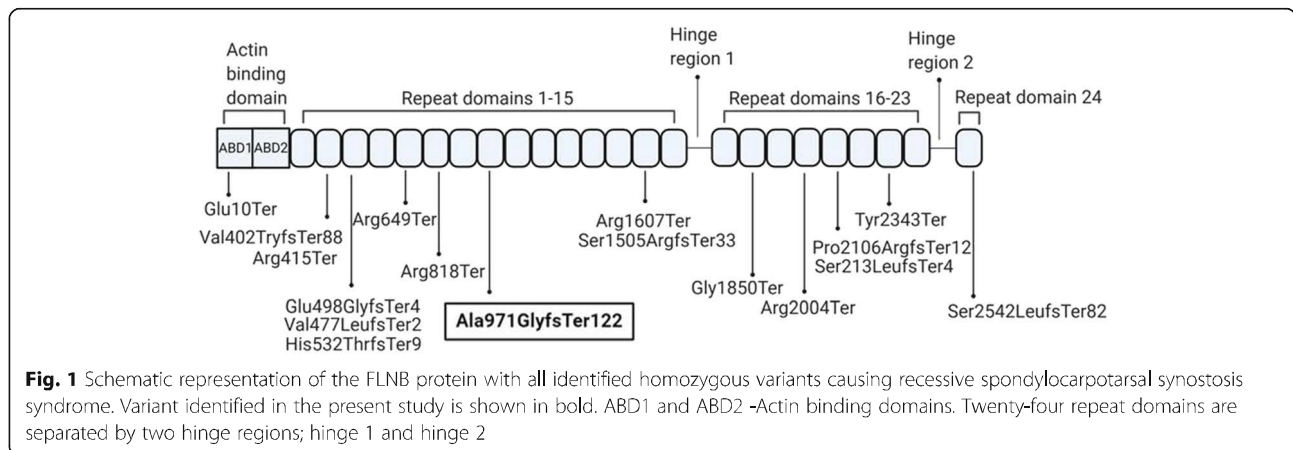 Actin
binding
domain
Repeat domains 1-15
Hinge
region 1
Repeat domains 16-23
Hinge
region 2
Repeat domain 24
ABD1 ABD2
Glu10Ter
Val402TryfsTer88
Arg415Ter
Glu498GlyfsTer4
Val477LeufsTer2
His532ThrfsTer9
Arg649Ter
Arg818Ter
Ala971GlyfsTer122
Arg1607Ter
Ser1505ArgfsTer33
Gly1850Ter
Arg2004Ter
Pro2106ArgfsTer12
Ser213LeufsTer4
Tyr2343Ter
Ser2542LeufsTer82
Fig. 1 Schematic representation of the FLNB protein with all identified homozygous variants causing recessive spondylocarpotarsal synostosis
syndrome. Variant identified in the present study is shown in bold. ABD1 and ABD2 -Actin binding domains. Twenty-four repeat domains are
separated by two hinge regions; hinge 1 and hinge 2